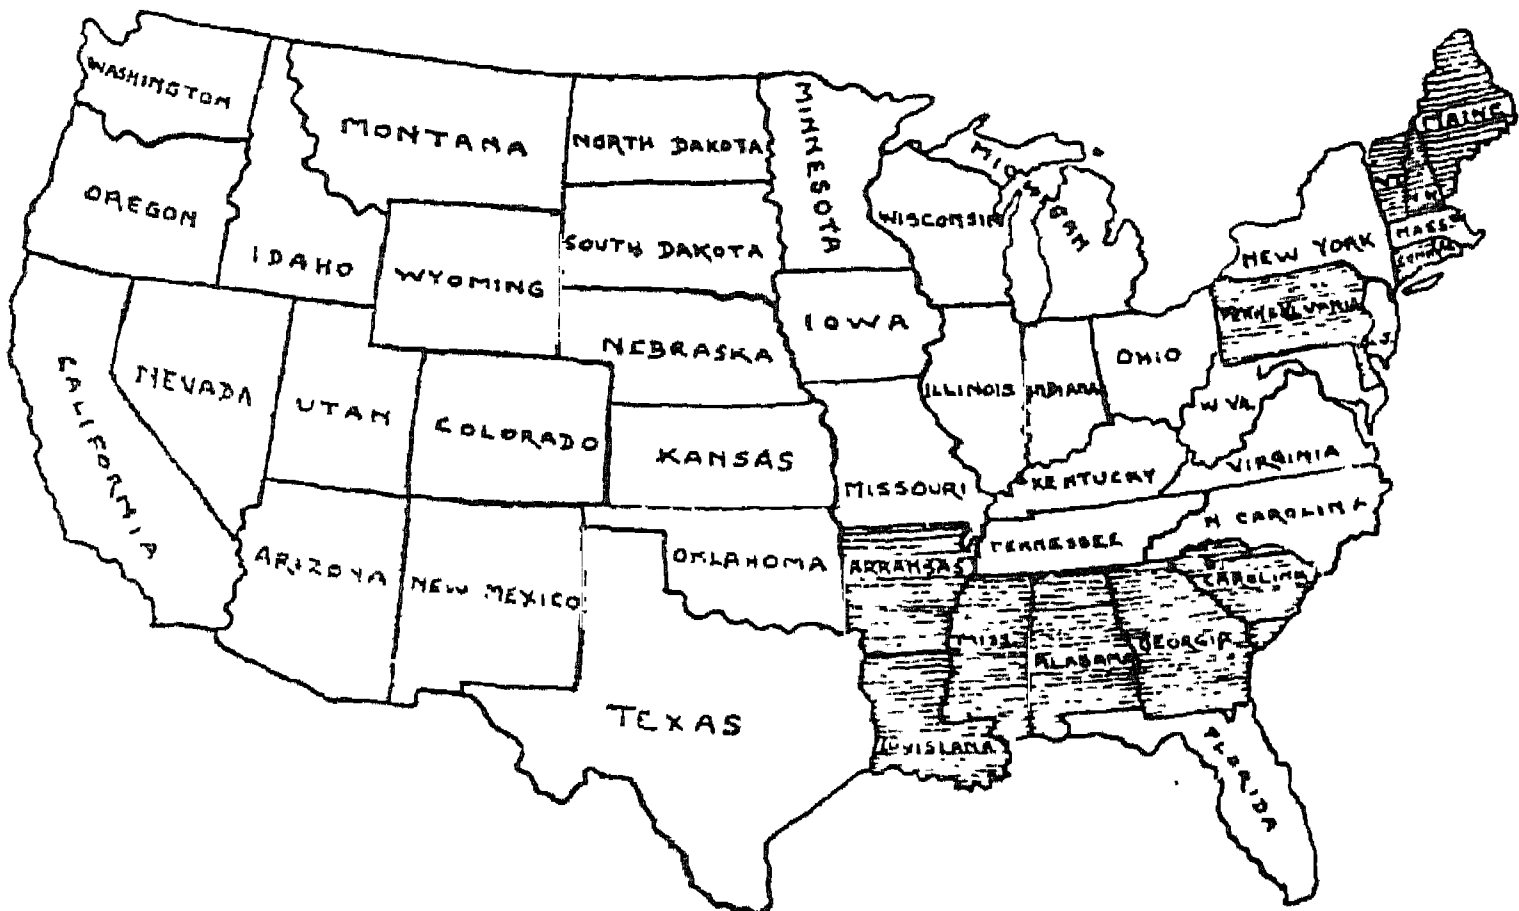 WASHINGTON
MONTANA
NORTH DAKOTA
MINNESOTA
MICHIGAN
MAINE
OREGON
IDAHO
WYOMING
SOUTH DAKOTA
WISCONSIN
VT
N H
MASS.
NEW YORK
CONN
PENNSYLVANIA
CALIFORNIA
NEVADA
UTAH
COLORADO
NEBRASKA
IOWA
ILLINOIS
INDIANA
OHIO
W VA.
VIRGINIA
KANSAS
MISSOURI
KENTUCKY
N CAROLINA
TENNESSEE
ARIZONA
NEW MEXICO
OKLAHOMA
ARKANSAS
S CAROLINA
MISS.
ALABAMA
GEORGIA
TEXAS
LOUISIANA
FLORIDA